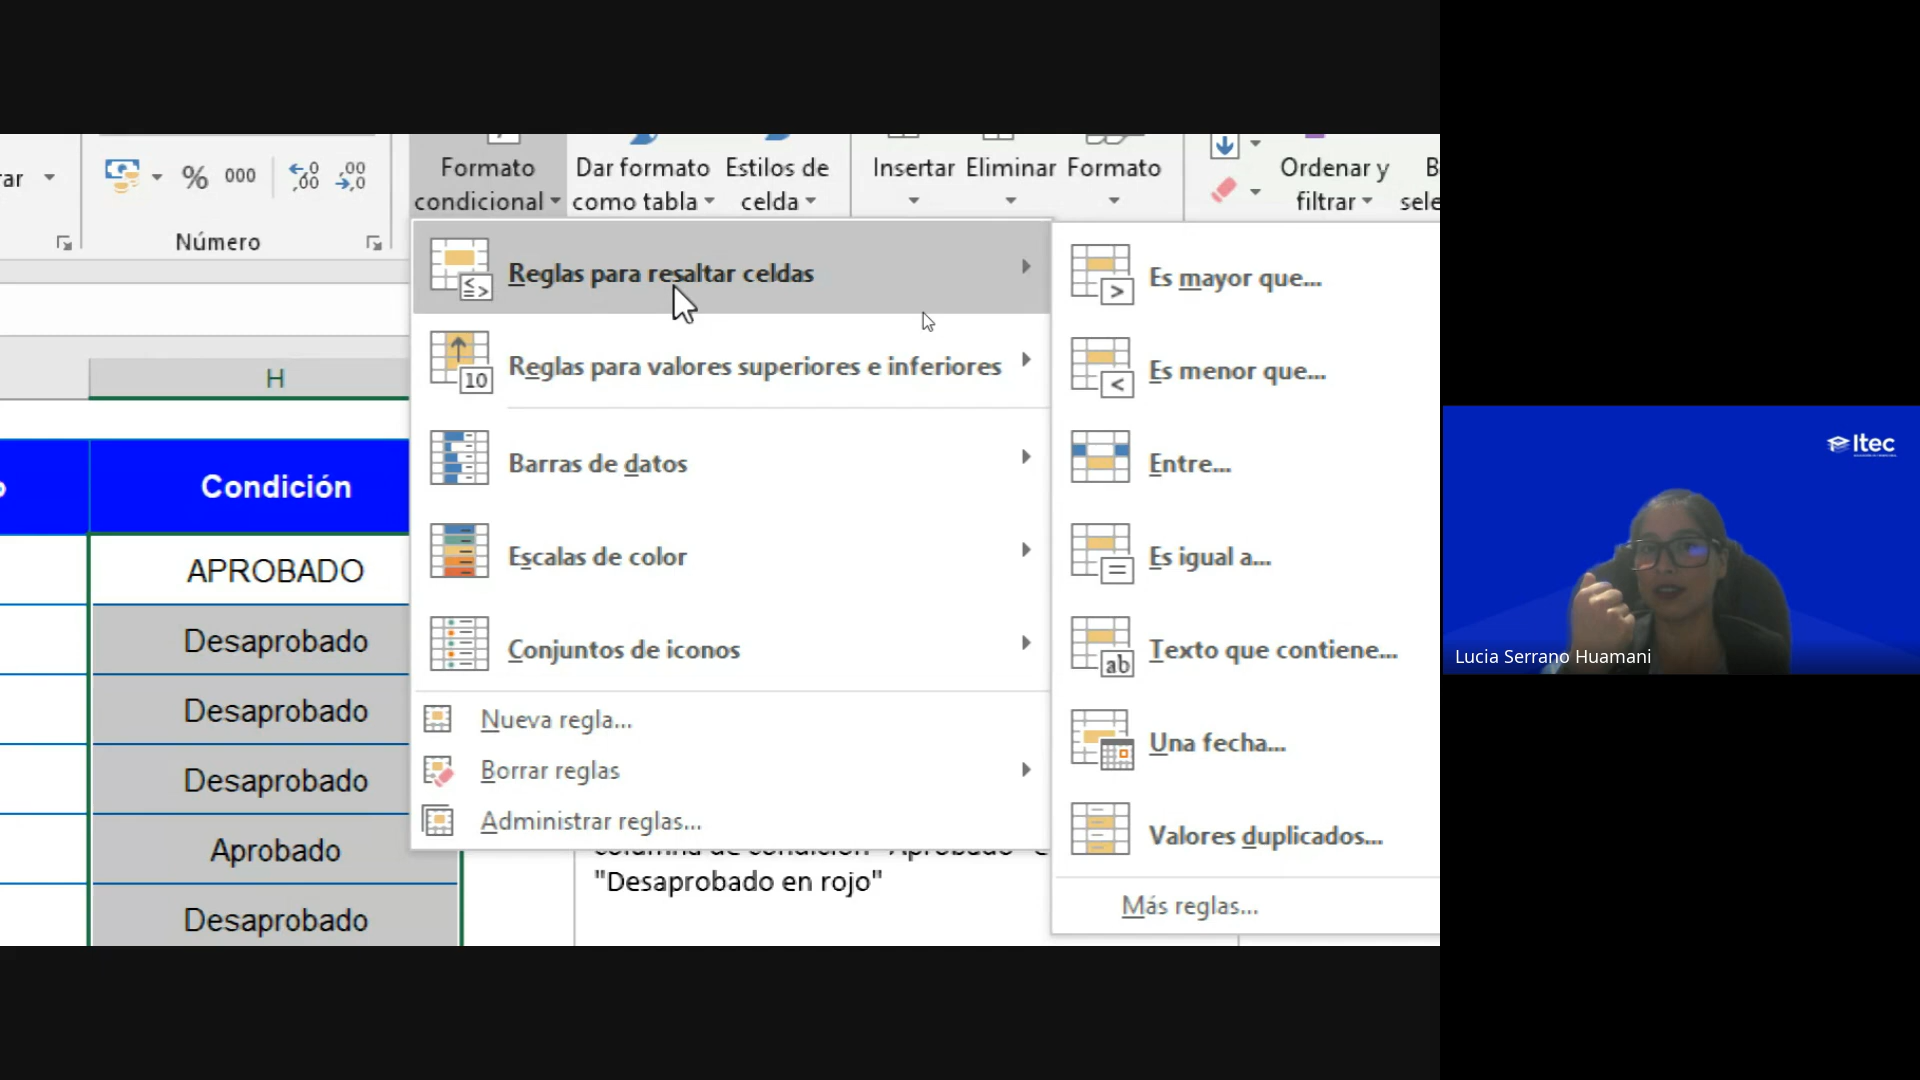 Formato
condicional
Dar formato
como tabla
Estilos de
celda
Insertar
Eliminar
Formato
Ordenar y
filtrar
% 000
Número
Reglas para resaltar celdas
Reglas para valores superiores e inferiores
Barras de datos
Escalas de color
Conjuntos de iconos
Nueva regla...
Borrar reglas
Administrar reglas...
Es mayor que...
Es menor que...
Entre...
Es igual a...
Texto que contiene...
Una fecha...
Valores duplicados...
Más reglas...
H
Condición
APROBADO
Desaprobado
Desaprobado
Desaprobado
Aprobado
Desaprobado
"Desaprobado en rojo"
Itec
Lucia Serrano Huamani